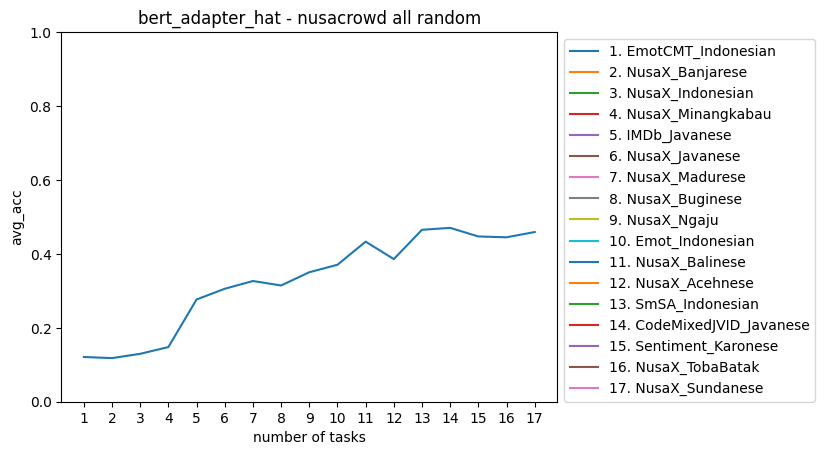 bert_adapter_hat - nusacrowd all random
1.0
0.8
0.6
0.4
0.2
0.0
avg_acc
1 2 3 4 5 6 7 8 9 10 11 12 13 14 15 16 17
number of tasks
1. EmotCMT_Indonesian
2. NusaX_Banjarese
3. NusaX_Indonesian
4. NusaX_Minangkabau
5. IMDb_Javanese
6. NusaX_Javanese
7. NusaX_Madurese
8. NusaX_Buginese
9. NusaX_Ngaju
10. Emot_Indonesian
11. NusaX_Balinese
12. NusaX_Acehnese
13. SmSA_Indonesian
14. CodeMixedJVID_Javanese
15. Sentiment_Karonese
16. NusaX_TobaBatak
17. NusaX_Sundanese